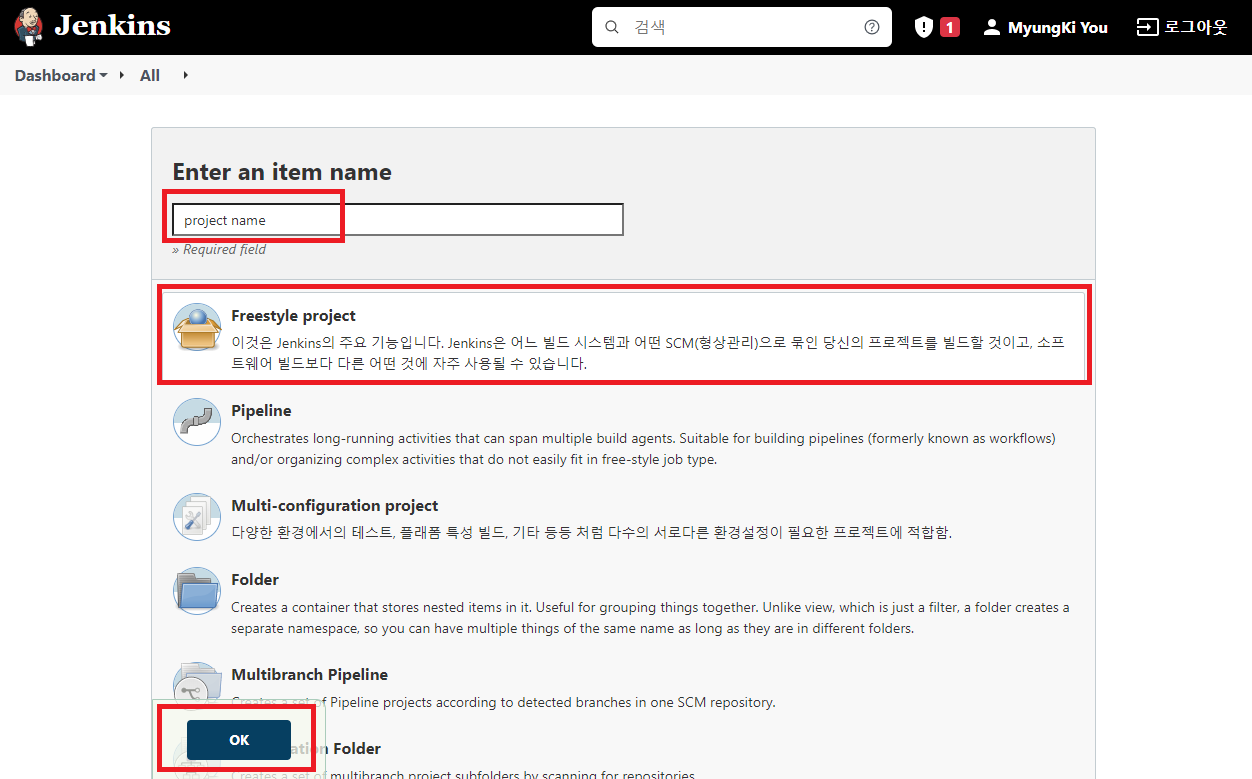 Jenkins
검색
1
MyungKi You
로그아웃
Dashboard
All
Enter an item name
project name
» Required field
Freestyle project
이것은 Jenkins의 주요 기능입니다. Jenkins은 어느 빌드 시스템과 어떤 SCM(형상관리)으로 묶인 당신의 프로젝트를 빌드할 것이고, 소프
트웨어 빌드보다 다른 어떤 것에 자주 사용될 수 있습니다.
Pipeline
Orchestrates long-running activities that can span multiple build agents. Suitable for building pipelines (formerly known as workflows)
and/or organizing complex activities that do not easily fit in free-style job type.
Multi-configuration project
다양한 환경에서의 테스트, 플래폼 특성 빌드, 기타 등등 처럼 다수의 서로다른 환경설정이 필요한 프로젝트에 적합함.
Folder
Creates a container that stores nested items in it. Useful for grouping things together. Unlike view, which is just a filter, a folder creates a
separate namespace, so you can have multiple things of the same name as long as they are in different folders.
Multibranch Pipeline
Creates a set of Pipeline projects according to detected branches in one SCM repository.
OK
Folder
Creates a set of multibranch project subfolders by scanning for repositories.